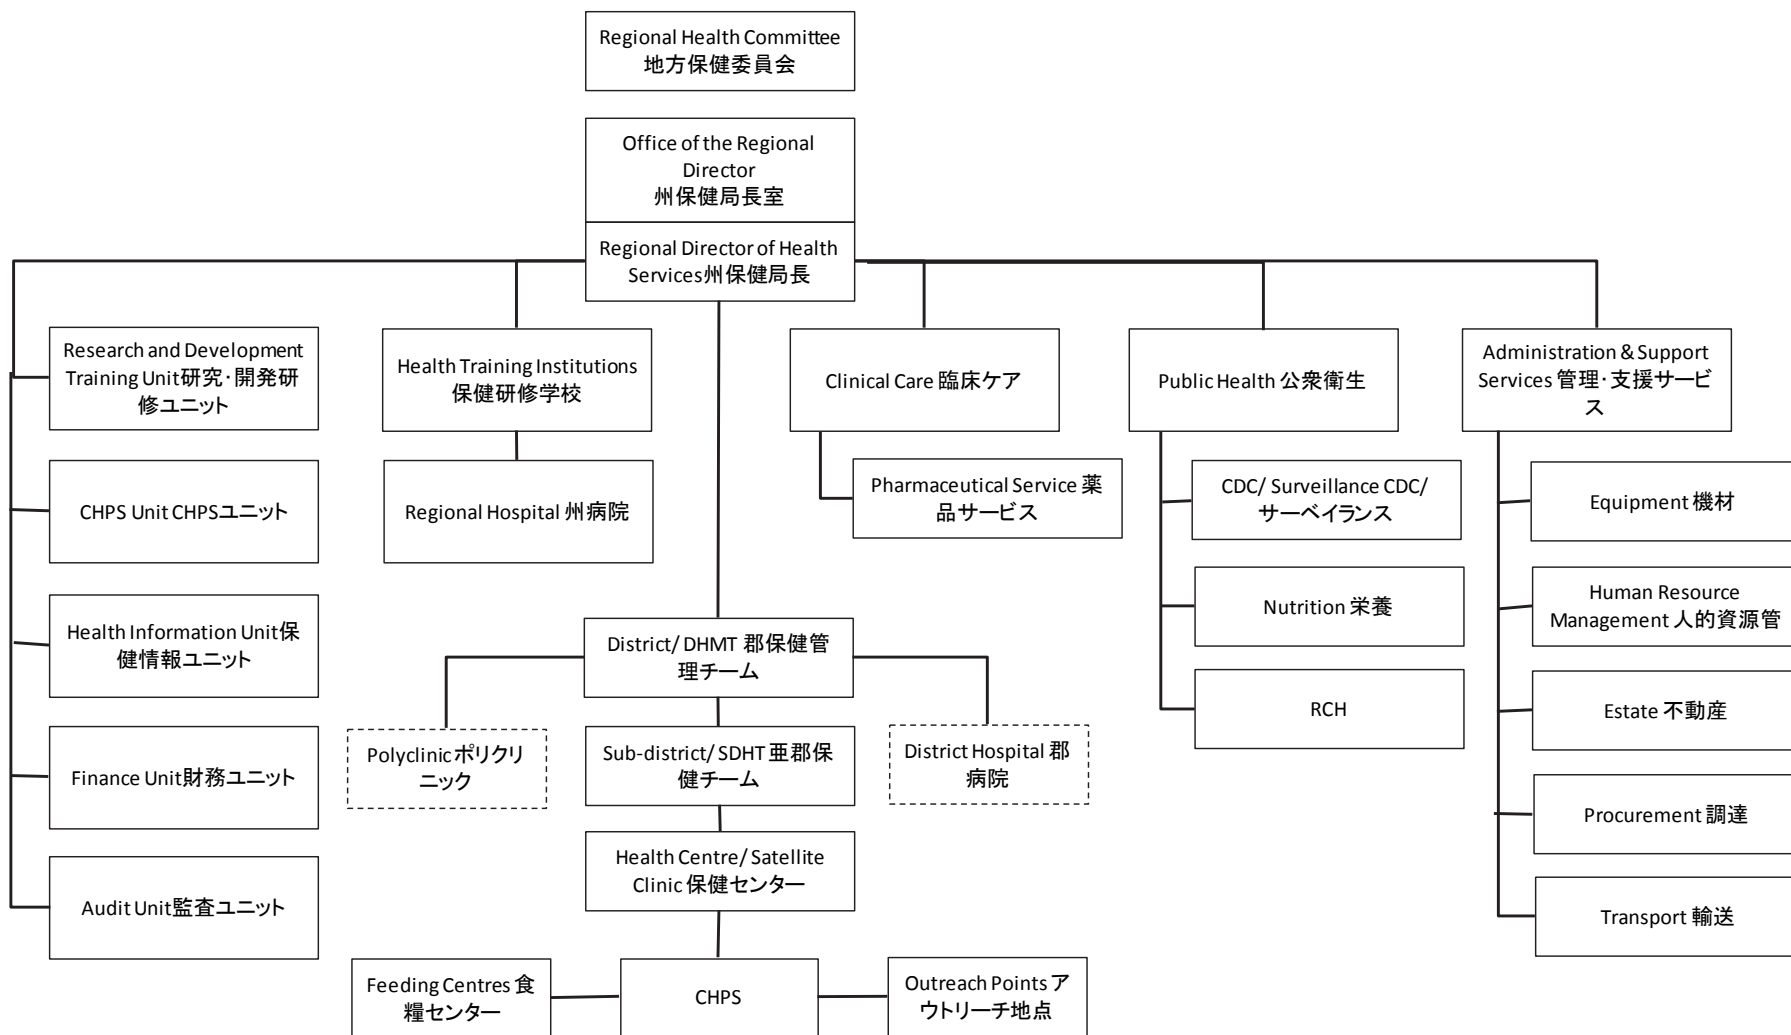 Regional Health Committee
地方保健委員会
Office of the Regional
Director
州保健局長室
Regional Director of Health
Services州保健局長
Research and Development
Training Unit研究・開発研
修ユニット
Health Training Institutions
保健研修学校
Clinical Care 臨床ケア
Public Health 公衆衛生
Administration & Support
Services 管理・支援サービ
ス
CHPS Unit CHPSユニット
Regional Hospital 州病院
Pharmaceutical Service 薬
品サービス
CDC/ Surveillance CDC/
サーベイランス
Equipment 機材
Health Information Unit保
健情報ユニット
District/ DHMT 郡保健管
理チーム
Nutrition 栄養
Human Resource
Management 人的資源管
Polyclinic ポリクリ
ニック
Sub-district/ SDHT 亜郡保
健チーム
District Hospital 郡
病院
RCH
Estate 不動産
Finance Unit財務ユニット
Health Centre/ Satellite
Clinic 保健センター
Procurement 調達
Audit Unit監査ユニット
Transport 輸送
Feeding Centres 食
糧センター
CHPS
Outreach Points ア
ウトリーチ地点